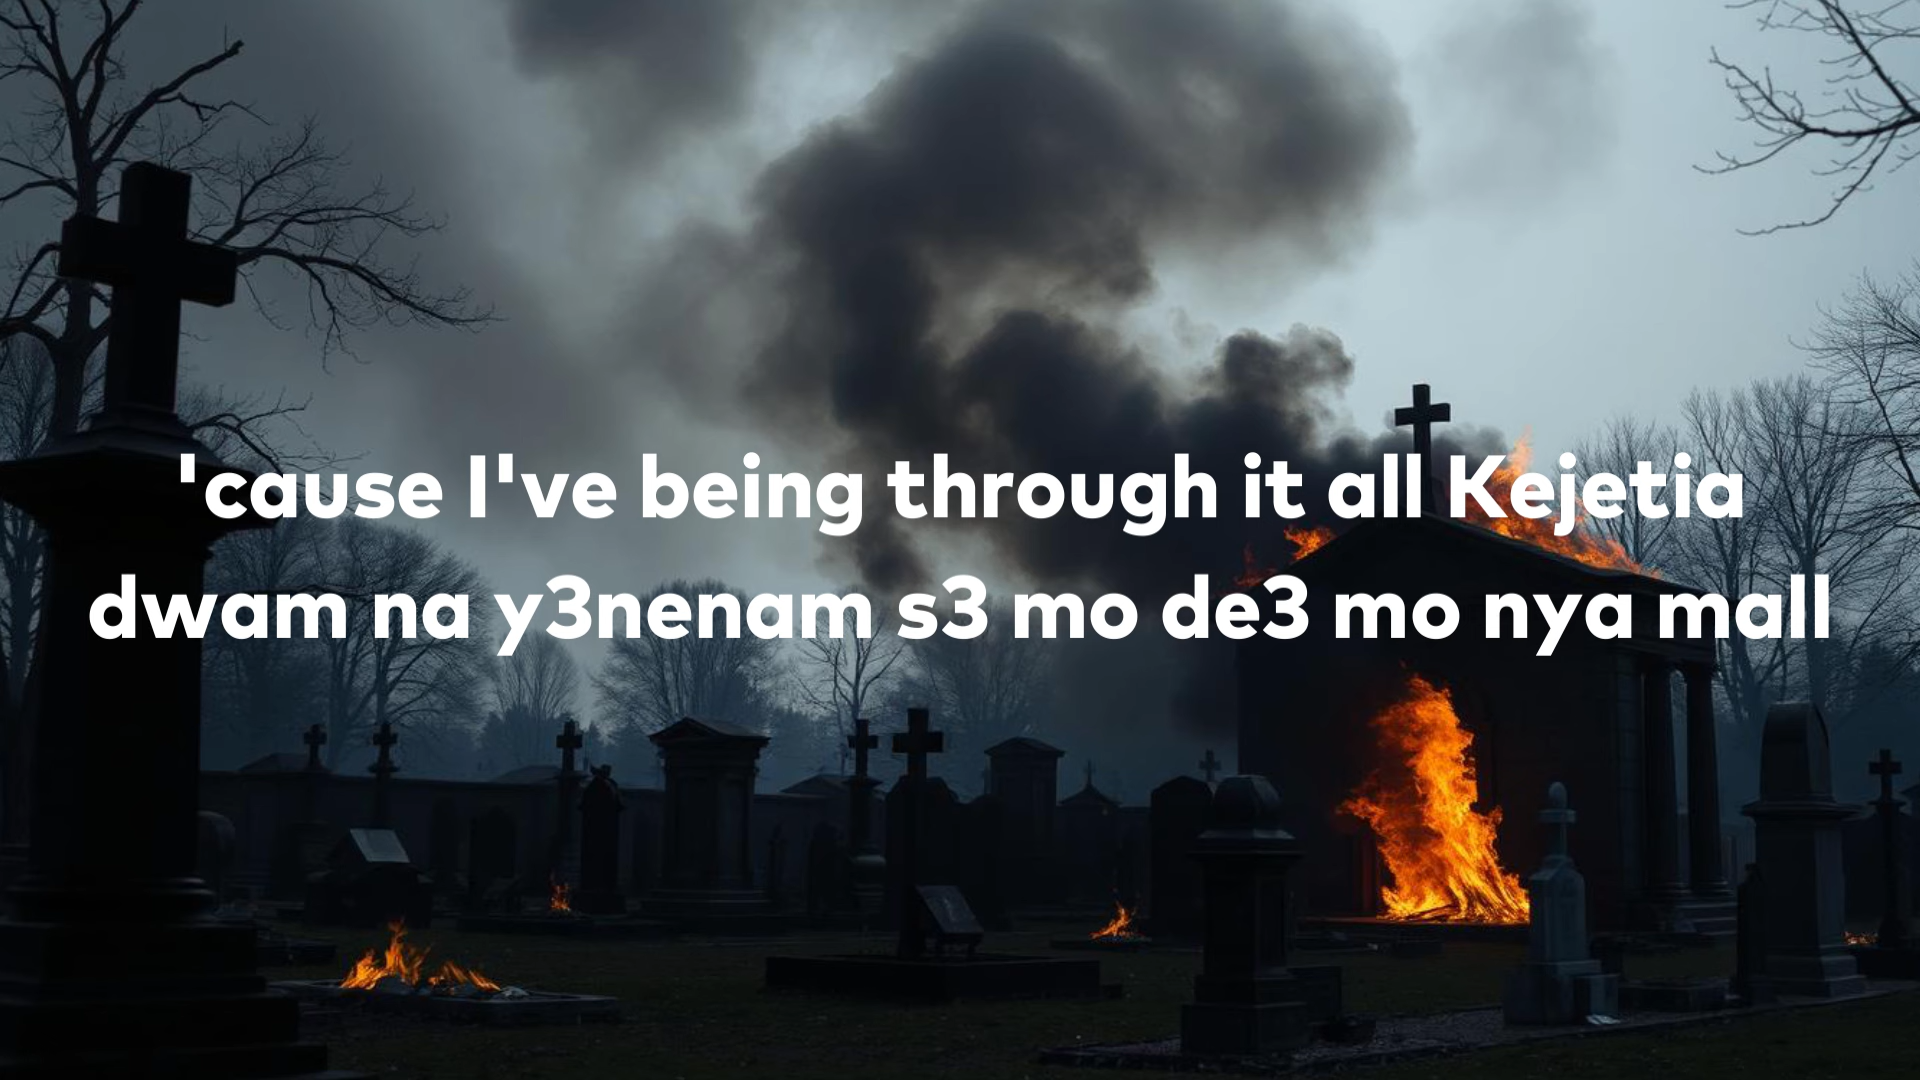 'cause I've being through it all Kejetia
dwam na y3nenam s3 mo de3 mo nya mall